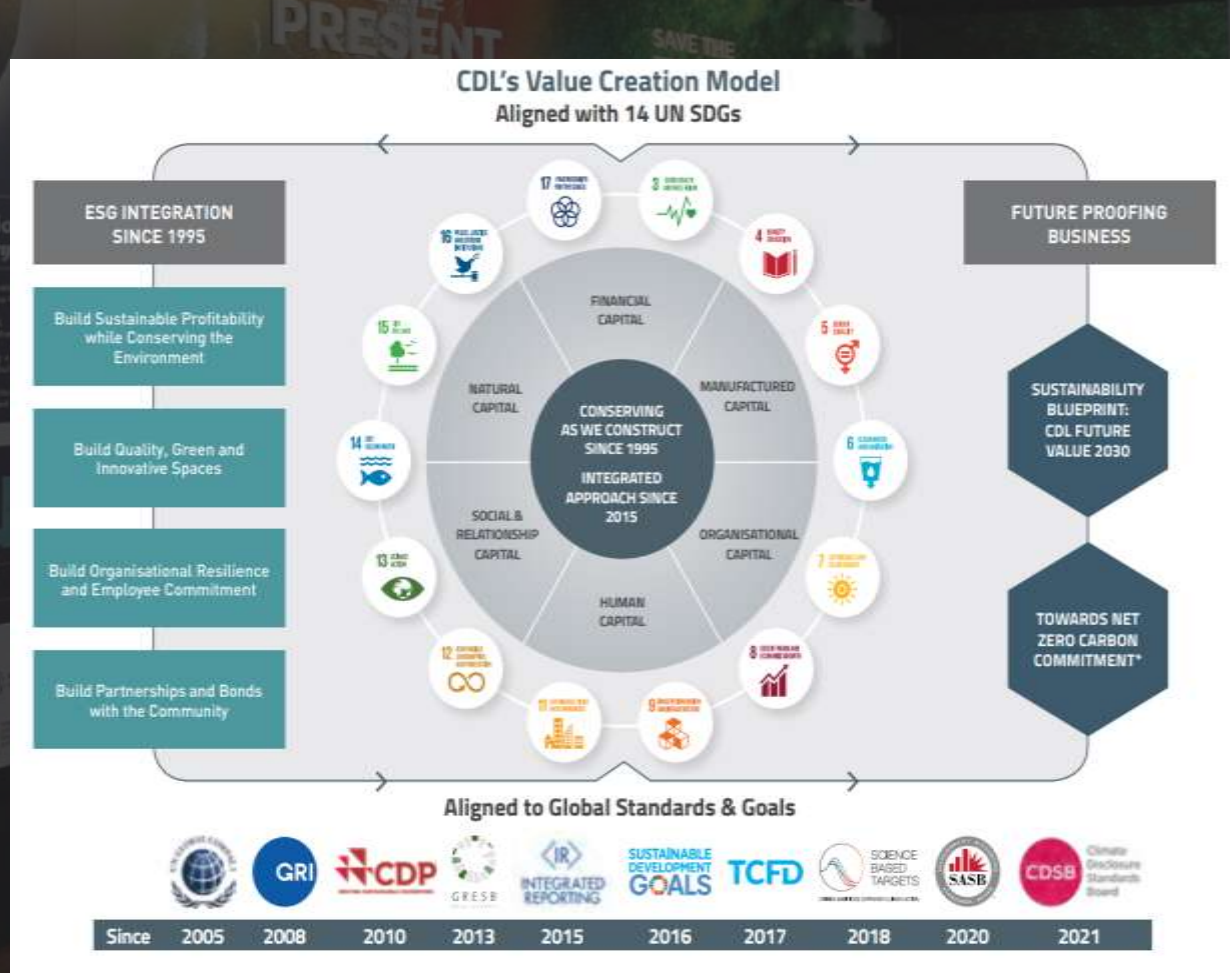 THE
PRESENT
SAVE THE
CDL's Value Creation Model
Aligned with 14 UN SDGs
ESG INTEGRATION
SINCE 1995
Build Sustainable Profitability
while Conserving the
Environment
Build Quality, Green and
Innovative Spaces
Build Organisational Resilience
and Employee Commitment
Build Partnerships and Bonds
with the Community
17
3
4
5
6
7
8
9
11
12
13
14
15
16
FINANCIAL
CAPITAL
MANUFACTURED
CAPITAL
ORGANISATIONAL
CAPITAL
HUMAN
CAPITAL
SOCIAL &
RELATIONSHIP
CAPITAL
NATURAL
CAPITAL
CONSERVING
AS WE CONSTRUCT
SINCE 1995
INTEGRATED
APPROACH SINCE
2015
FUTURE PROOFING
BUSINESS
SUSTAINABILITY
BLUEPRINT:
CDL FUTURE
VALUE 2030
TOWARDS NET
ZERO CARBON
COMMITMENT*
Aligned to Global Standards & Goals
GRI
CDP
GRESB
<IR>
INTEGRATED
REPORTING
SUSTAINABLE
DEVELOPMENT
GOALS
TCFD
SCIENCE
BASED
TARGETS
SASB
CDSB
Climate
Disclosure
Standards
Board
Since 2005 2008 2010 2013 2015 2016 2017 2018 2020 2021